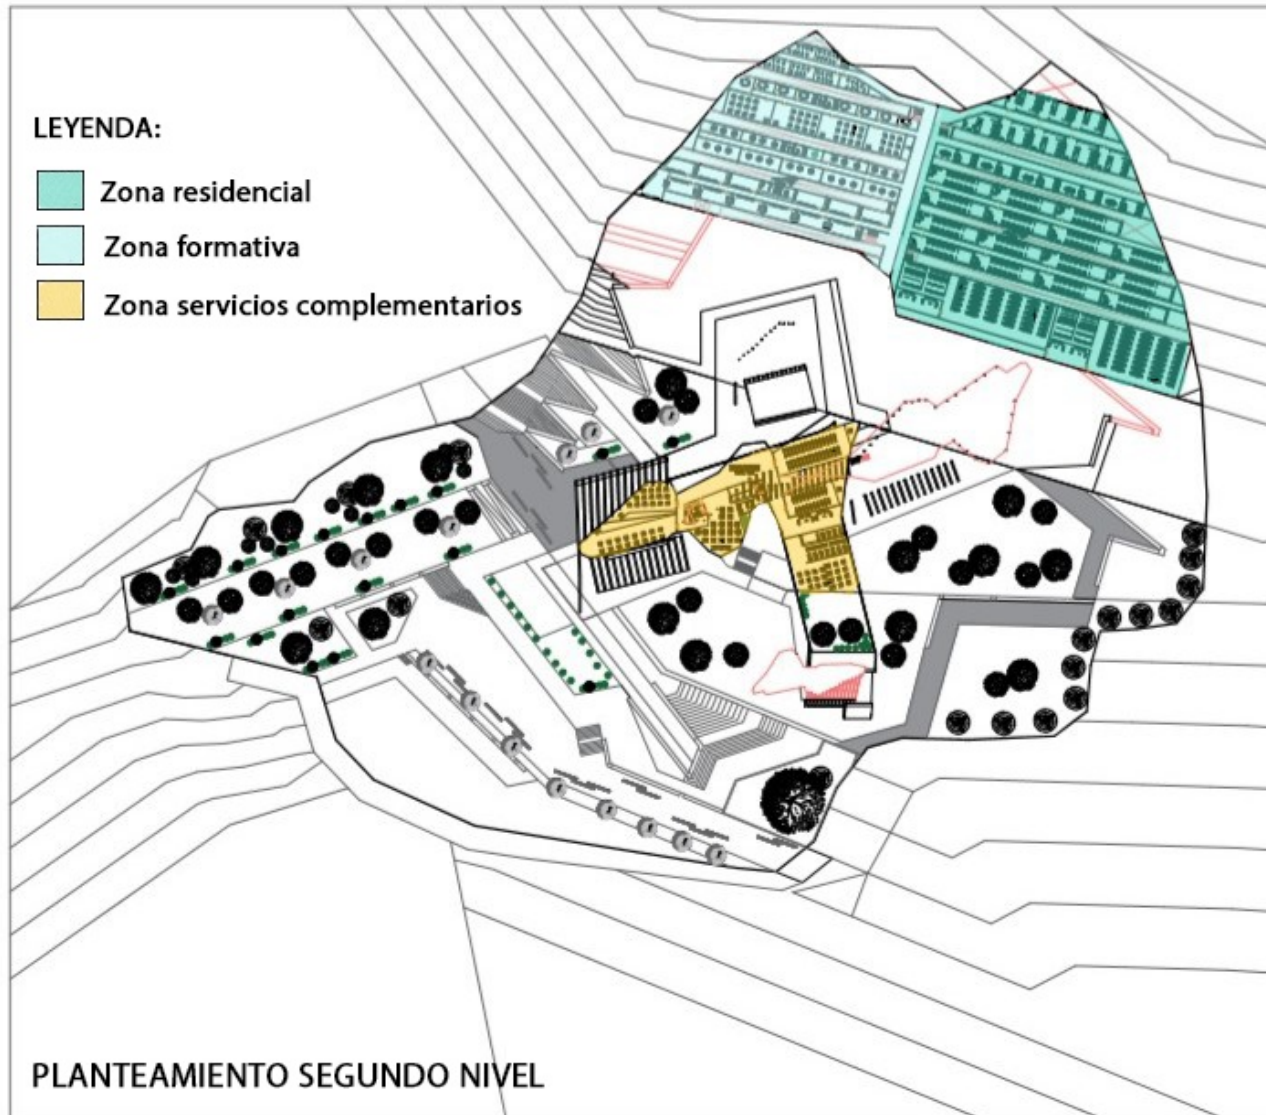 LEYENDA:
Zona residencial
Zona formativa
Zona servicios complementarios
PLANTEAMIENTO SEGUNDO NIVEL